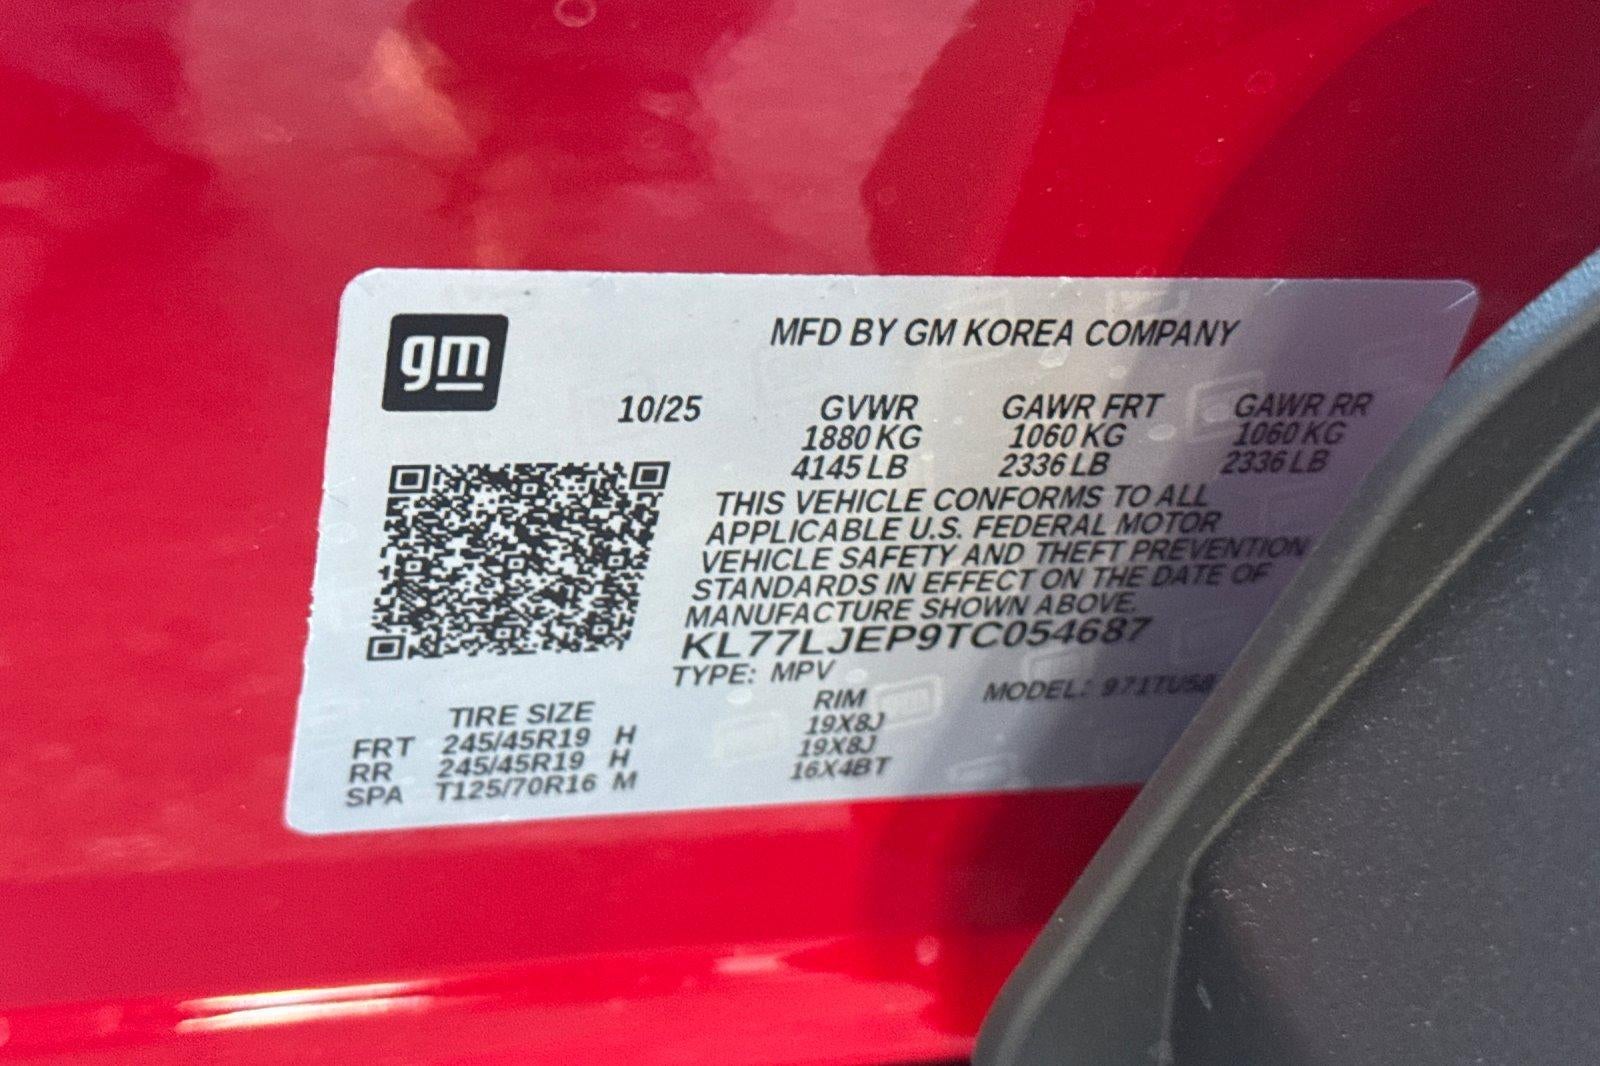 gm
MFD BY GM KOREA COMPANY
10/25 GVWR GAWR FRT GAWR RR
1880 KG 1060 KG 1060 KG
4145 LB 2336 LB 2336 LB
THIS VEHICLE CONFORMS TO ALL
APPLICABLE U.S. FEDERAL MOTOR
VEHICLE SAFETY AND THEFT PREVENTION
STANDARDS IN EFFECT ON THE DATE OF
MANUFACTURE SHOWN ABOVE.
KL77LJEP9TC054687
TYPE: MPV
MODEL:
TIRE SIZE RIM
FRT 245/45R19 H 19X8J
RR 245/45R19 H 19X8J
SPA T125/70R16 M 16X4BT